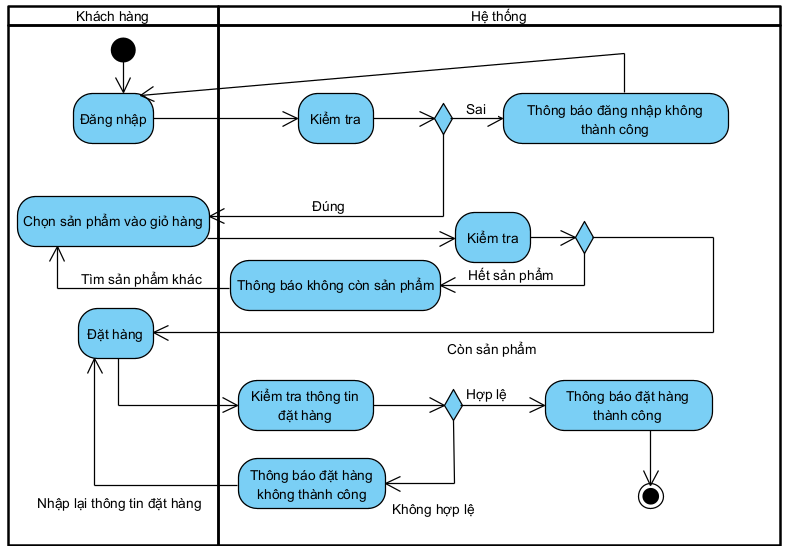 Khách hàng
Hệ thống
Đăng nhập
Kiểm tra
Sai
Thông báo đăng nhập không
thành công
Đúng
Chọn sản phẩm vào giỏ hàng
Kiểm tra
Hết sản phẩm
Thông báo không còn sản phẩm
Tìm sản phẩm khác
Đặt hàng
Còn sản phẩm
Kiểm tra thông tin
đặt hàng
Hợp lệ
Thông báo đặt hàng
thành công
Thông báo đặt hàng
không thành công
Nhập lại thông tin đặt hàng
Không hợp lệ